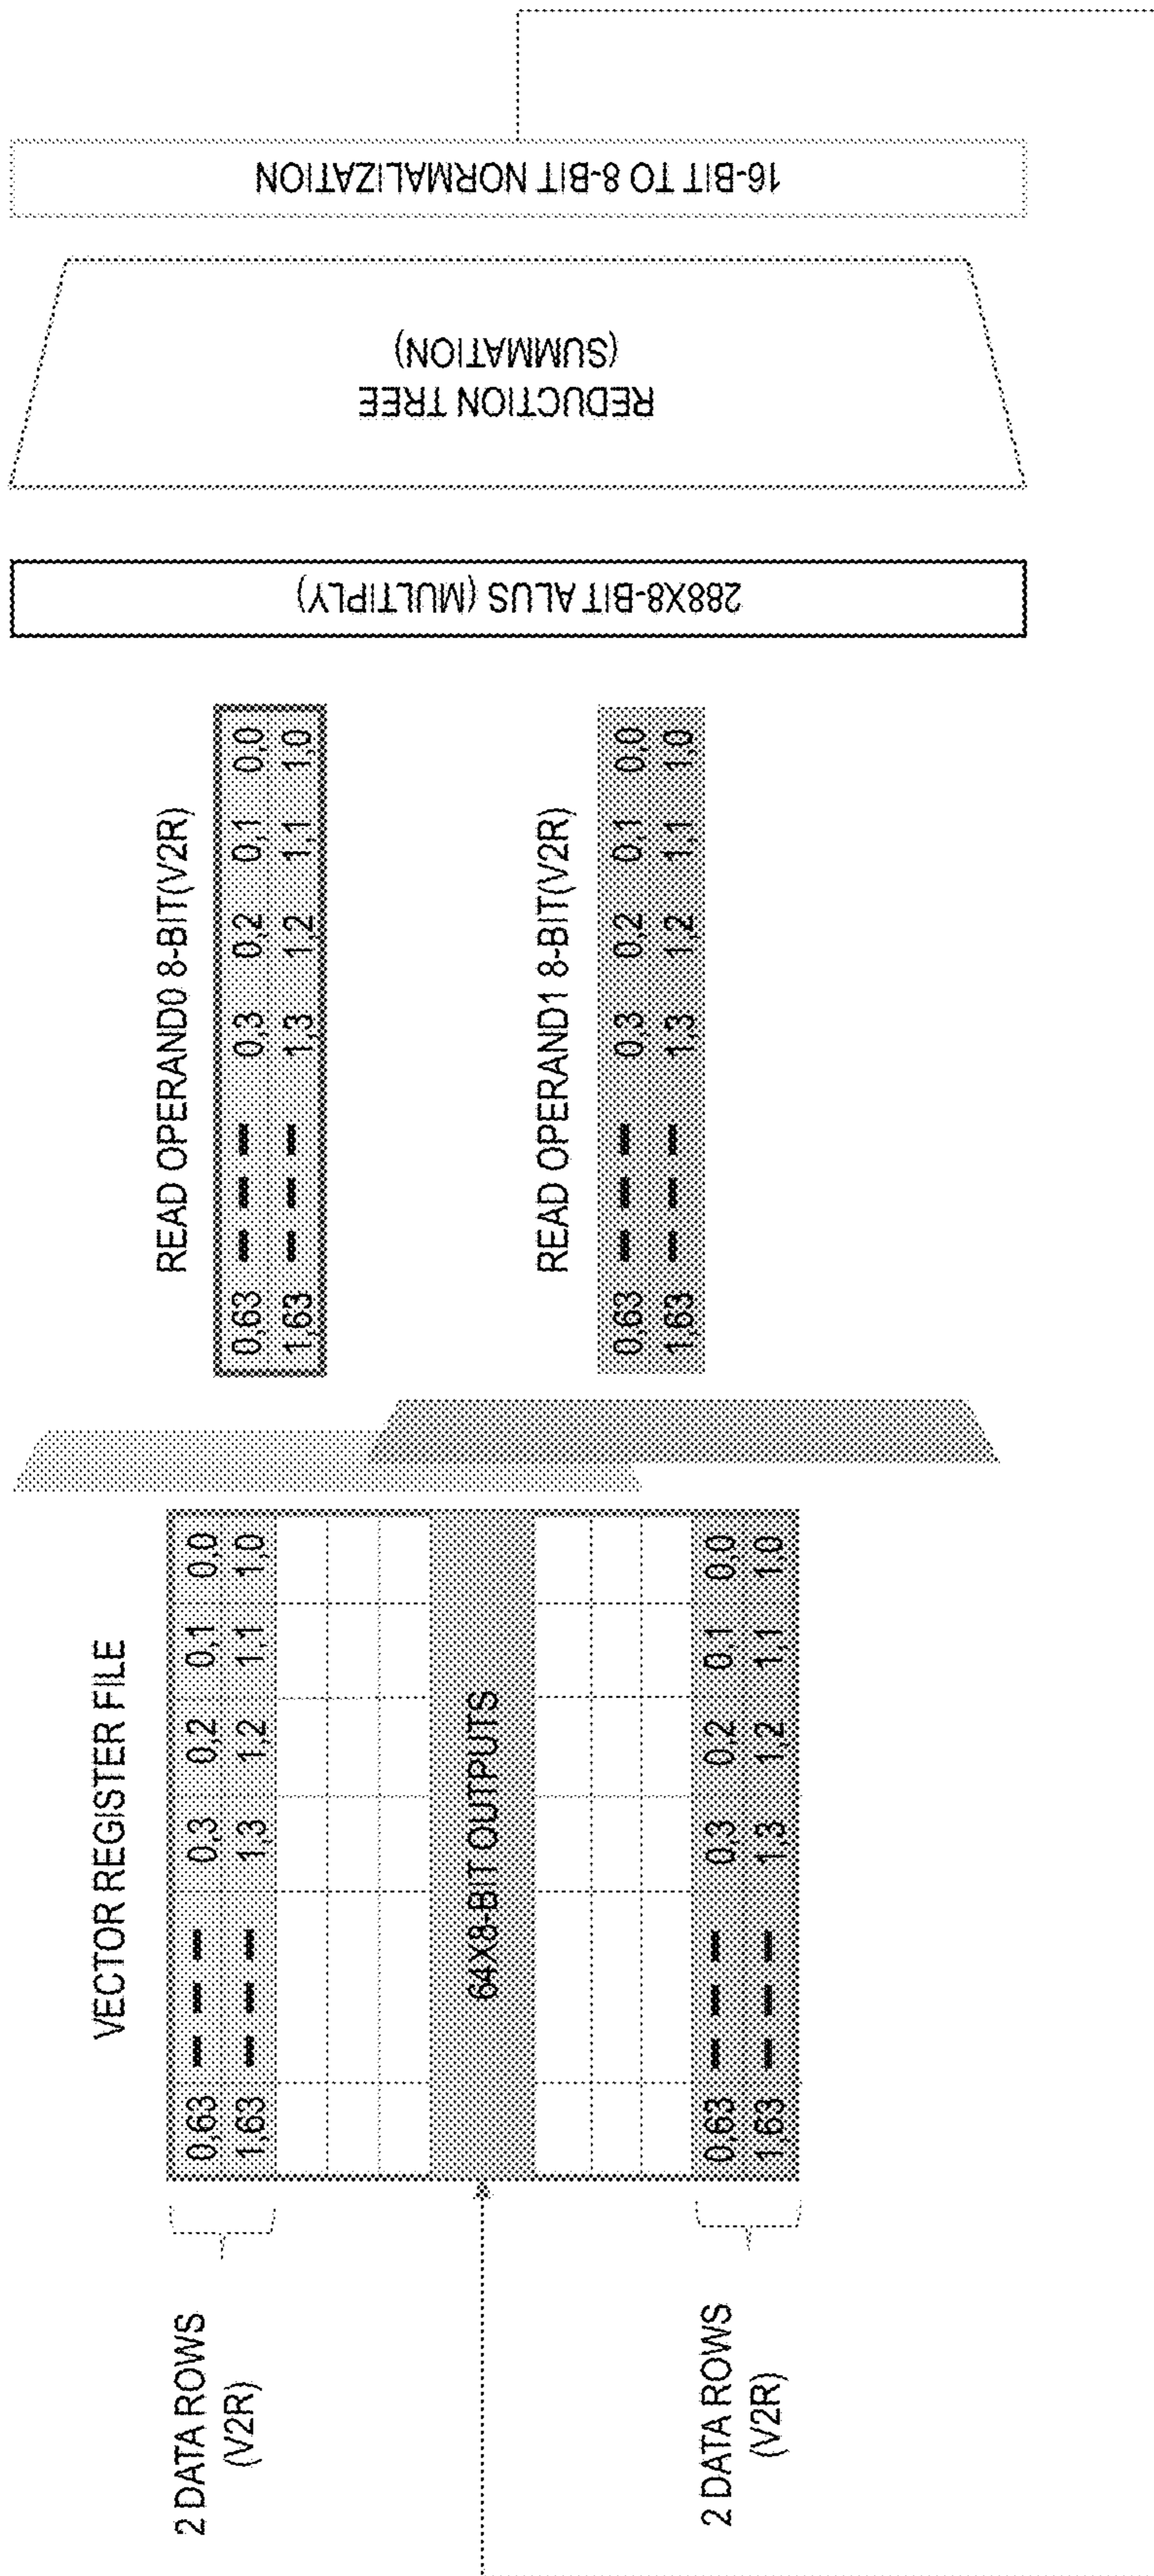 VECTOR REGISTER FILE
2 DATA ROWS
(V2R)
0,63 0,3 0,2 0,1 0,0
1,63 1,3 1,2 1,1 1,0
64X8-BIT OUTPUTS
2 DATA ROWS
(V2R)
0,63 0,3 0,2 0,1 0,0
1,63 1,3 1,2 1,1 1,0
READ OPERAND0 8-BIT(V2R)
0,63 0,3 0,2 0,1 0,0
1,63 1,3 1,2 1,1 1,0
READ OPERAND1 8-BIT(V2R)
0,63 0,3 0,2 0,1 0,0
1,63 1,3 1,2 1,1 1,0
288X8-BIT ALUS (MULTIPLY)
REDUCTION TREE
(SUMMATION)
16-BIT TO 8-BIT NORMALIZATION